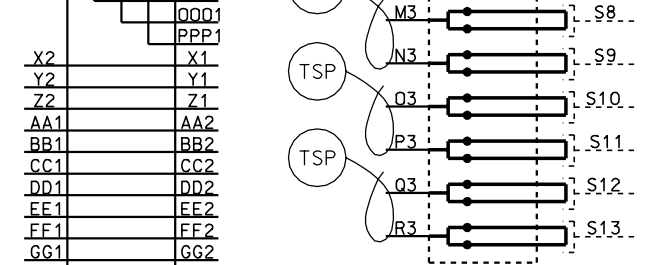 OOO1
PPP1
X2 X1
Y2 Y1
Z2 Z1
AA1 AA2
BB1 BB2
CC1 CC2
DD1 DD2
EE1 EE2
FF1 FF2
GG1 GG2
M3 S8
N3 S9
TSP
O3 S10
P3 S11
TSP
Q3 S12
R3 S13